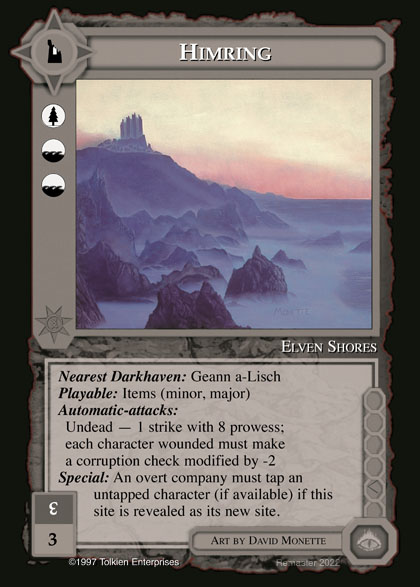 HIMRING
MONETTE
ELVEN SHORES
Nearest Darkhaven: Geann a-Lisch
Playable: Items (minor, major)
Automatic-attacks:
Undead — 1 strike with 8 prowess;
each character wounded must make
a corruption check modified by -2
Special: An overt company must tap an
untapped character (if available) if this
site is revealed as its new site.
ε
3
ART BY DAVID MONETTE
©1997 Tolkien Enterprises
Remaster 2022